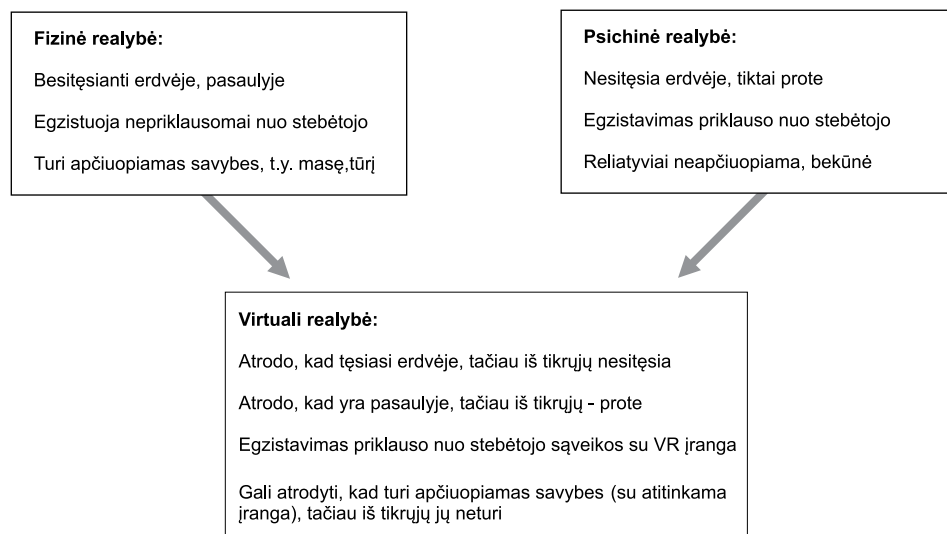 Fizinė realybė:
Besitęsianti erdvėje, pasaulyje
Egzistuoja nepriklausomai nuo stebėtojo
Turi apčiuopiamas savybes, t.y. masę,tūrį
Psichinė realybė:
Nesitęsia erdvėje, tiktai prote
Egzistavimas priklauso nuo stebėtojo
Reliatyviai neapčiuopiama, bekūnė
Virtuali realybė:
Atrodo, kad tęsiasi erdvėje, tačiau iš tikrųjų nesitęsia
Atrodo, kad yra pasaulyje, tačiau iš tikrųjų - prote
Egzistavimas priklauso nuo stebėtojo sąveikos su VR įranga
Gali atrodyti, kad turi apčiuopiamas savybes (su atitinkama
įranga), tačiau iš tikrųjų jų neturi